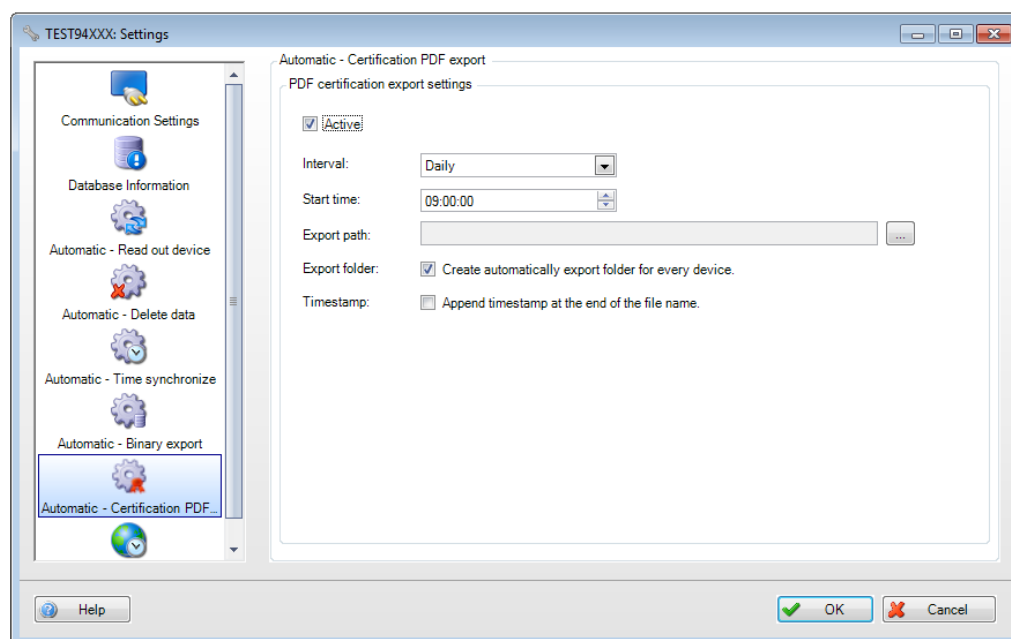 TEST94XXX: Settings
Communication Settings
Database Information
Automatic - Read out device
Automatic - Delete data
Automatic - Time synchronize
Automatic - Binary export
Automatic - Certification PDF...
Automatic - Certification PDF export
PDF certification export settings
Active
Interval: Daily
Start time: 09:00:00
Export path: ...
Export folder: Create automatically export folder for every device.
Timestamp: Append timestamp at the end of the file name.
Help OK Cancel